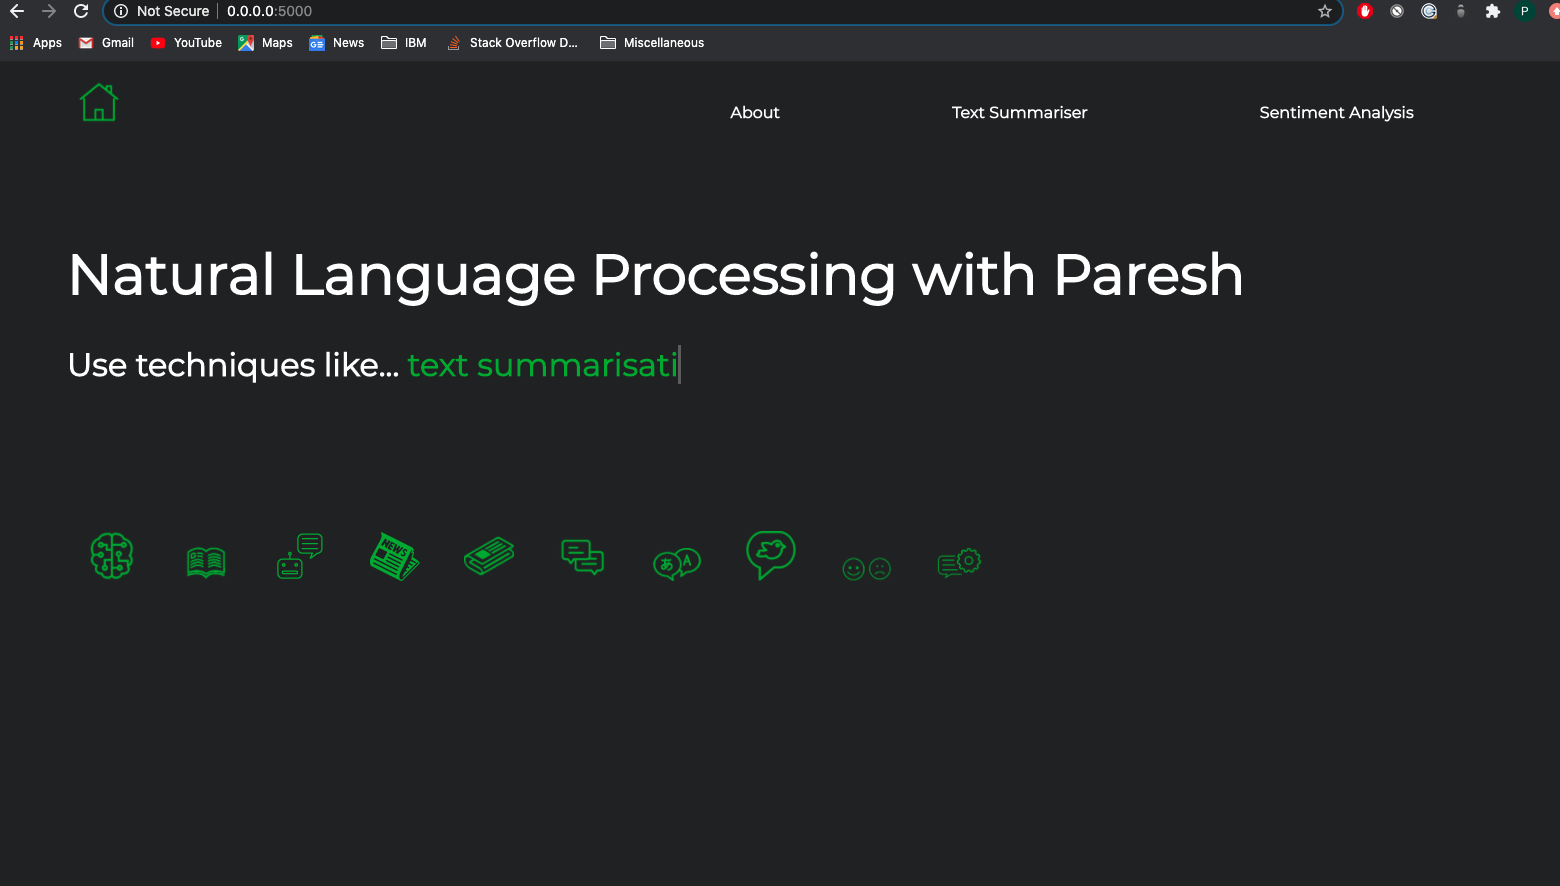 Not Secure | 0.0.0.0:5000
P
Apps Gmail YouTube Maps News IBM Stack Overflow D... Miscellaneous
About Text Summariser Sentiment Analysis
Natural Language Processing with Paresh
Use techniques like... text summarisati
NEWS
あ A